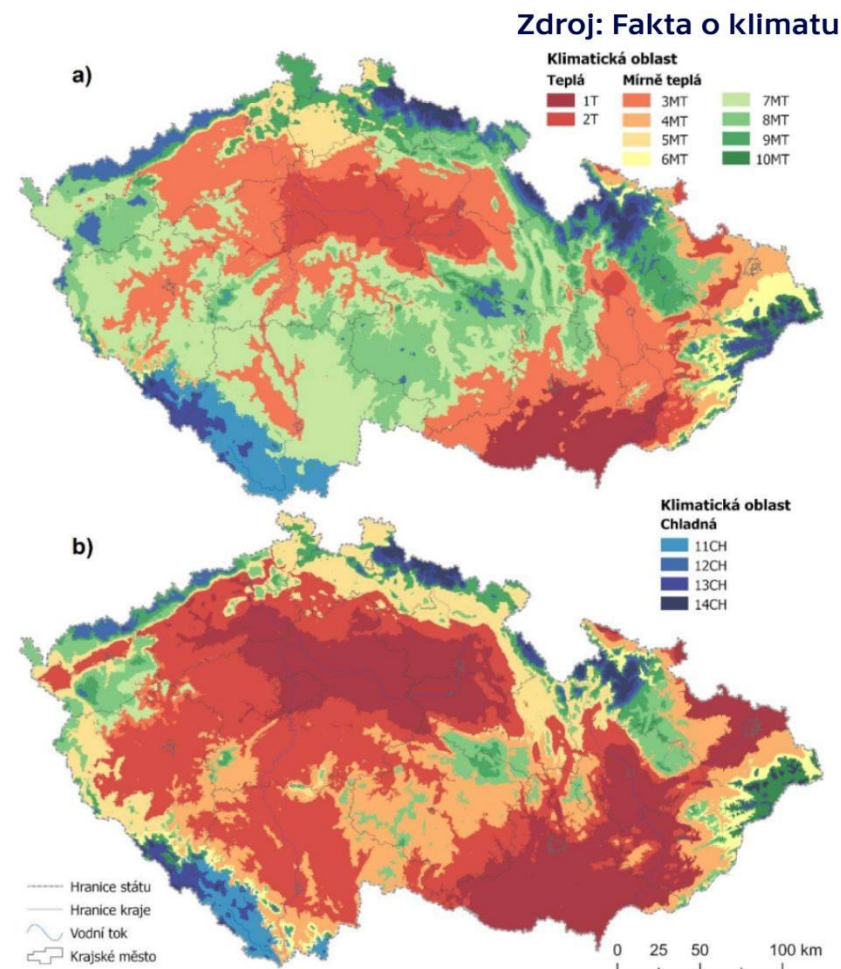 Zdroj: Fakta o klimatu
a)
Klimatická oblast
Teplá Mírně teplá
1T 3MT 7MT
2T 4MT 8MT
5MT 9MT
6MT 10MT
b)
Klimatická oblast
Chladná
11CH
12CH
13CH
14CH
Hranice státu
Hranice kraje
Vodní tok
Krajské město
0 25 50 100 km